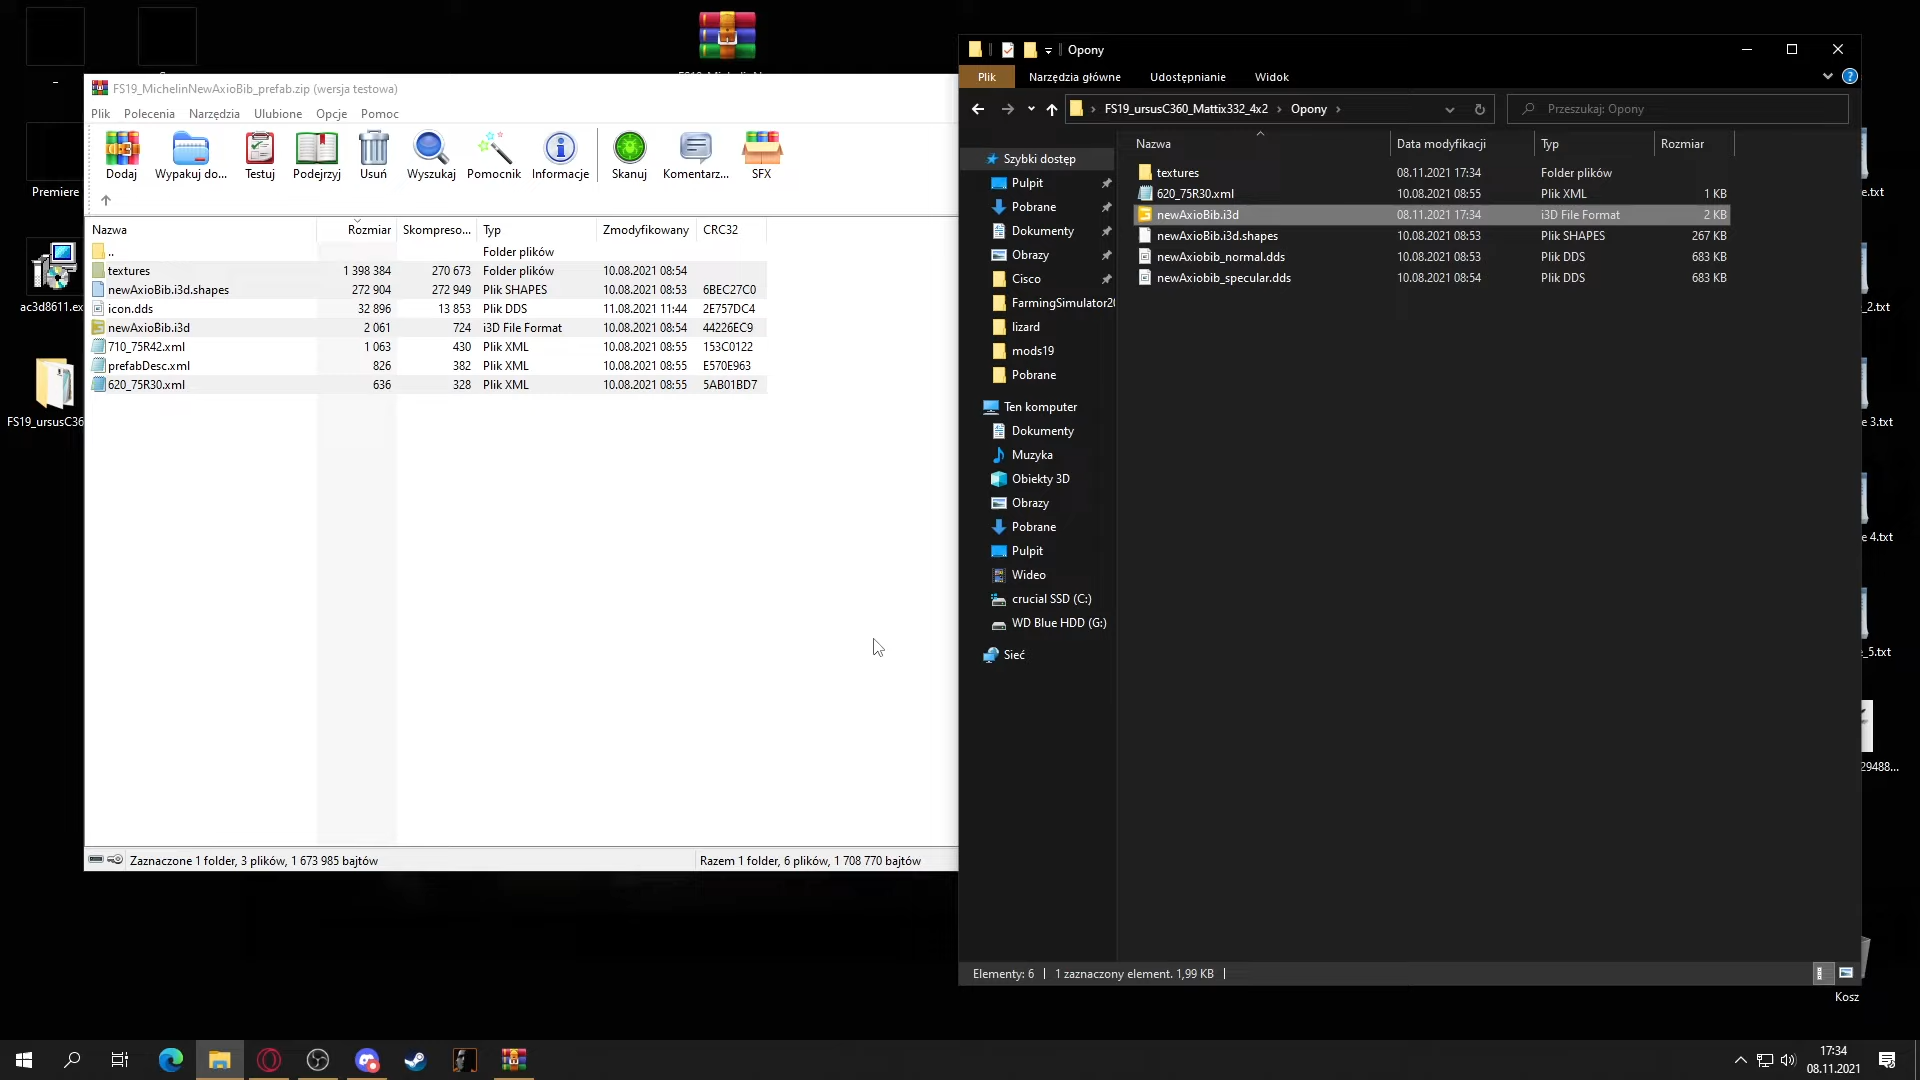 Premiere
ac3d8611.ex
FS19_ursusC36
FS19_MichelinNewAxioBib_prefab.zip (wersja testowa)
Plik Polecenia Narzędzia Ulubione Opcje Pomoc
Dodaj Wypakuj do... Testuj Podejrzyj Usuń Wyszukaj Pomocnik Informacje Skanuj Komentarz... SFX
Nazwa Rozmiar Skompreso... Typ Zmodyfikowany CRC32
.. Folder plików
textures 1 398 384 270 673 Folder plików 10.08.2021 08:54
newAxioBib.i3d.shapes 272 904 272 949 Plik SHAPES 10.08.2021 08:53 6BEC27C0
icon.dds 32 896 13 853 Plik DDS 11.08.2021 11:44 2E757DC4
newAxioBib.i3d 2 061 724 i3D File Format 10.08.2021 08:54 44226EC9
710_75R42.xml 1 063 430 Plik XML 10.08.2021 08:55 153C0122
prefabDesc.xml 826 382 Plik XML 10.08.2021 08:55 E570E963
620_75R30.xml 636 328 Plik XML 10.08.2021 08:55 5AB01BD7
Zaznaczone 1 folder, 3 plików, 1 673 985 bajtów
Razem 1 folder, 6 plików, 1 708 770 bajtów
Opony
Plik Narzędzia główne Udostępnianie Widok
FS19_ursusC360_Mattix332_4x2 Opony
Przeszukaj: Opony
Szybki dostęp
Pulpit
Pobrane
Dokumenty
Obrazy
Cisco
FarmingSimulator20
lizard
mods19
Pobrane
Ten komputer
Dokumenty
Muzyka
Obiekty 3D
Obrazy
Pobrane
Pulpit
Wideo
crucial SSD (C:)
WD Blue HDD (G:)
Sieć
Nazwa Data modyfikacji Typ Rozmiar
textures 08.11.2021 17:34 Folder plików
620_75R30.xml 10.08.2021 08:55 Plik XML 1 KB
newAxioBib.i3d 08.11.2021 17:34 i3D File Format 2 KB
newAxioBib.i3d.shapes 10.08.2021 08:53 Plik SHAPES 267 KB
newAxiobib_normal.dds 10.08.2021 08:53 Plik DDS 683 KB
newAxiobib_specular.dds 10.08.2021 08:54 Plik DDS 683 KB
Elementy: 6 1 zaznaczony element. 1,99 KB
e.txt
_2.txt
e 3.txt
e 4.txt
e_5.txt
29488...
Kosz
17:34
08.11.2021